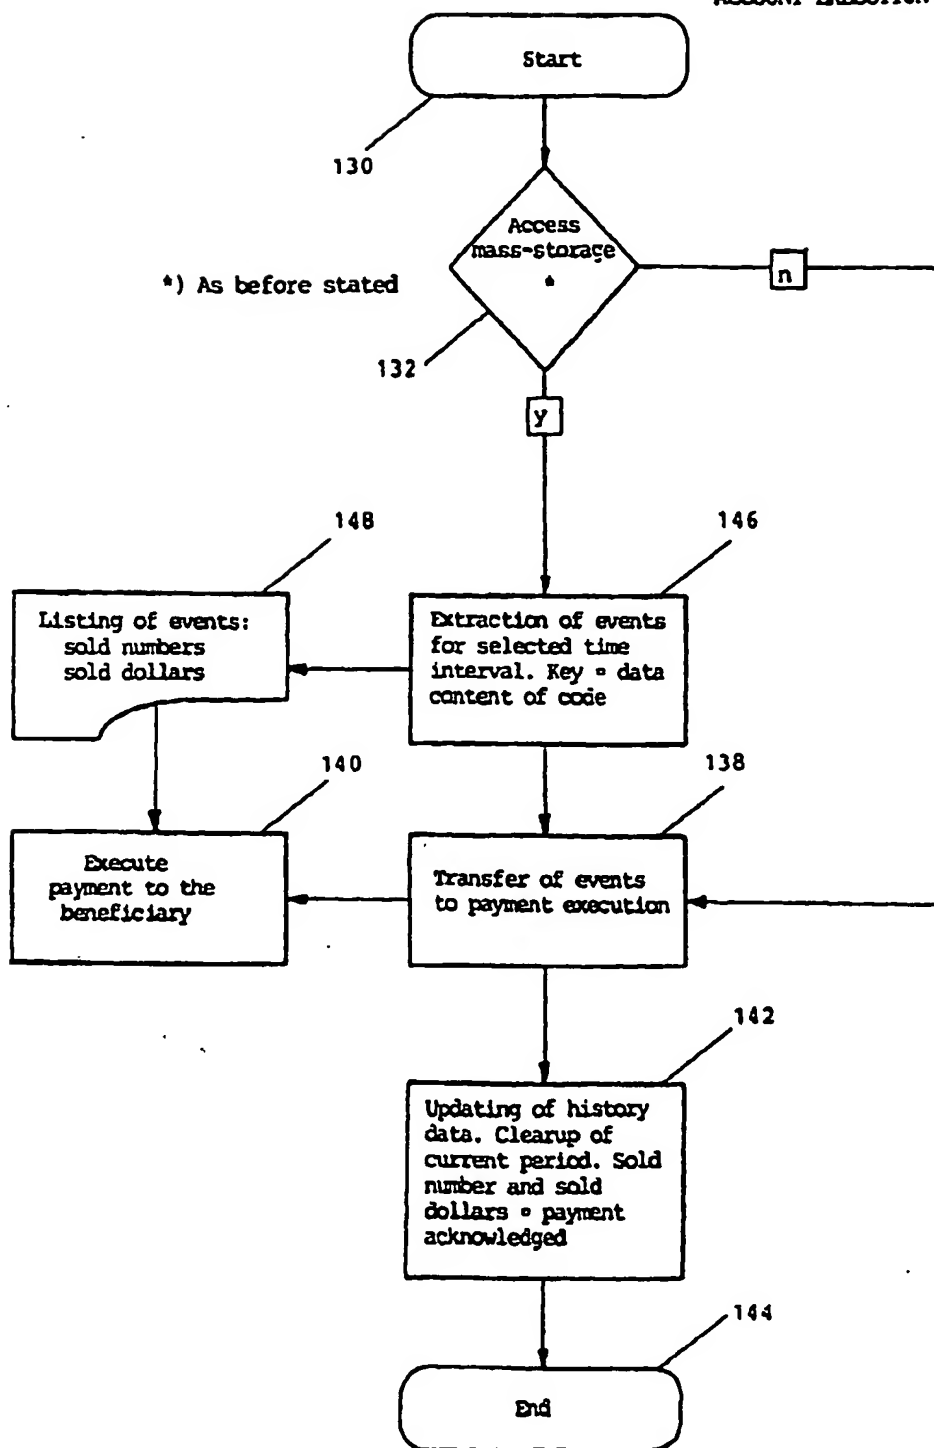 Start
130
Access
mass-storage
*
*) As before stated
n
132
y
148
146
Listing of events:
sold numbers
sold dollars
Extraction of events
for selected time
interval. Key = data
content of code
140
138
Execute
payment to the
beneficiary
Transfer of events
to payment execution
142
Updating of history
data. Clearup of
current period. Sold
number and sold
dollars = payment
acknowledged
144
End